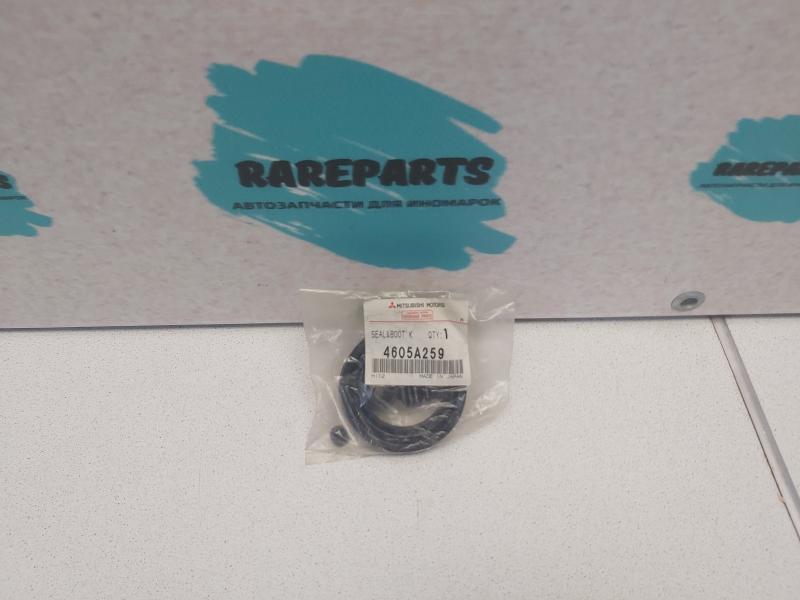 RAREPARTS
АВТОЗАПЧАСТИ ДЛЯ ИНОМАРОК
RAREPARTS
MITSUBISHI MOTORS
SEAL&BOOT K QTY: 1
4605A259
MADE IN JAPAN